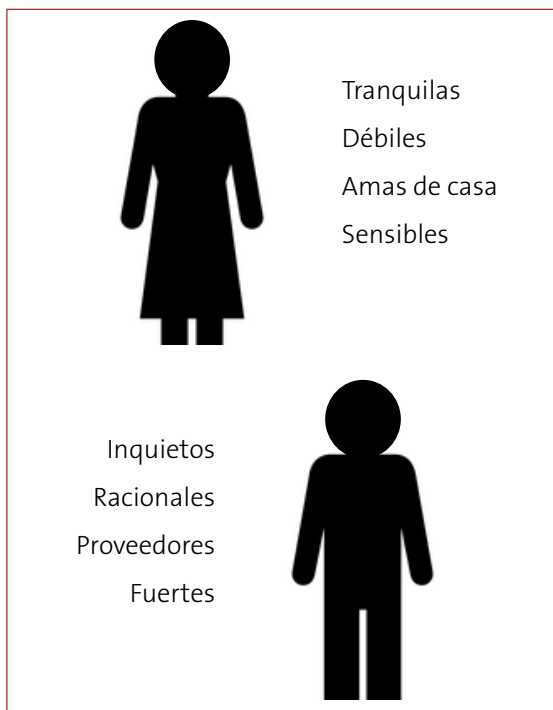 Tranquilas
Débiles
Amas de casa
Sensibles
Inquietos
Racionales
Proveedores
Fuertes